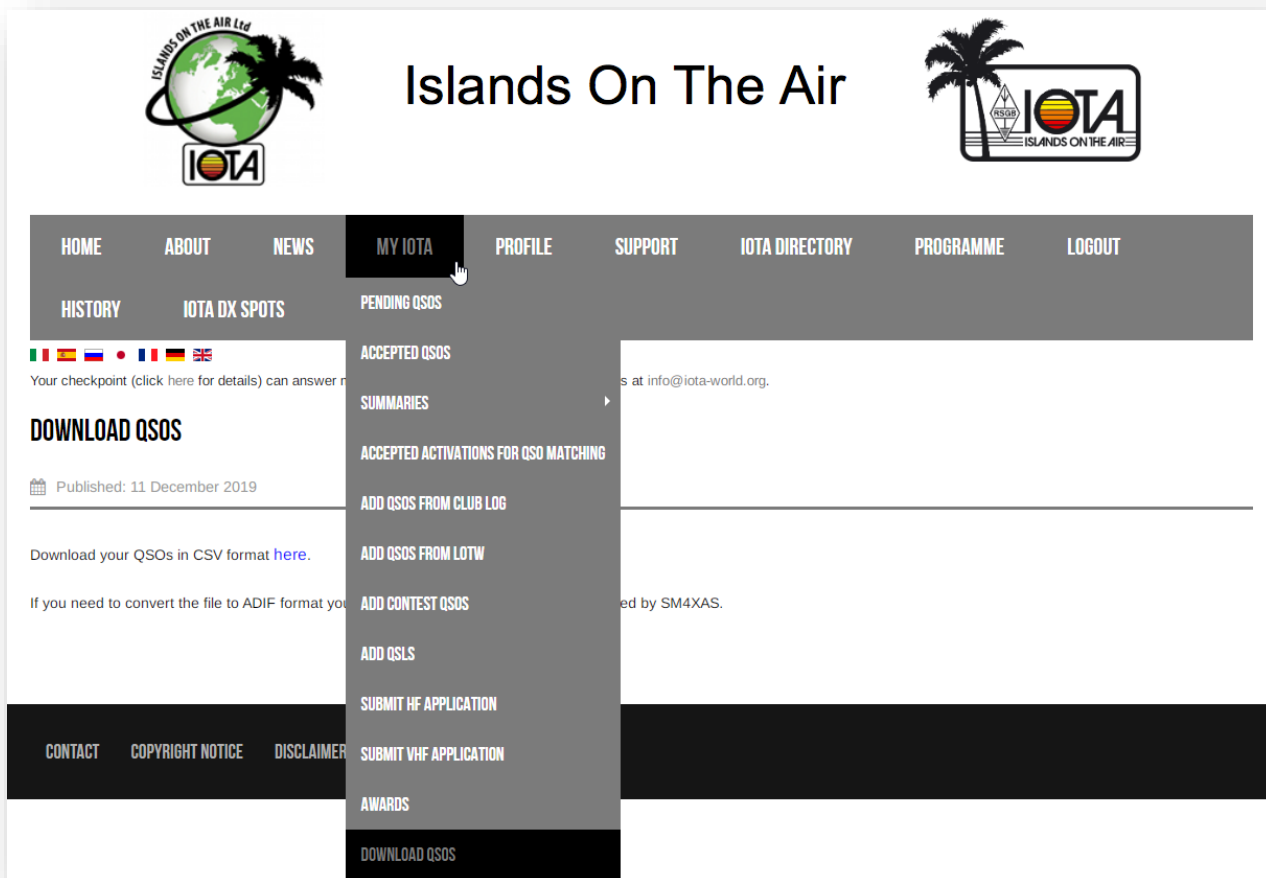 ISLANDS ON THE AIR Ltd
IOTA
Islands On The Air
RSGB
IOTA
ISLANDS ON THE AIR
HOME ABOUT NEWS MY IOTA PROFILE SUPPORT IOTA DIRECTORY PROGRAMME LOGOUT
HISTORY IOTA DX SPOTS
PENDING QSOS
ACCEPTED QSOS
SUMMARIES
ACCEPTED ACTIVATIONS FOR QSO MATCHING
ADD QSOS FROM CLUB LOG
ADD QSOS FROM LOTW
ADD CONTEST QSOS
ADD QSLS
SUBMIT HF APPLICATION
SUBMIT VHF APPLICATION
AWARDS
DOWNLOAD QSOS
Your checkpoint (click here for details) can answer s at info@iota-world.org.
DOWNLOAD QSOS
Published: 11 December 2019
Download your QSOs in CSV format here.
If you need to convert the file to ADIF format you ed by SM4XAS.
CONTACT COPYRIGHT NOTICE DISCLAIMER